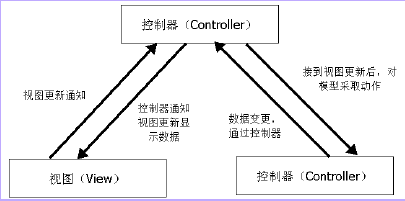 控制器（Controller）
视图更新通知
控制器通知
视图更新显
示数据
数据变更,
通过控制器
接到视图更新后，对
模型采取动作
视图（View）
控制器（Controller）